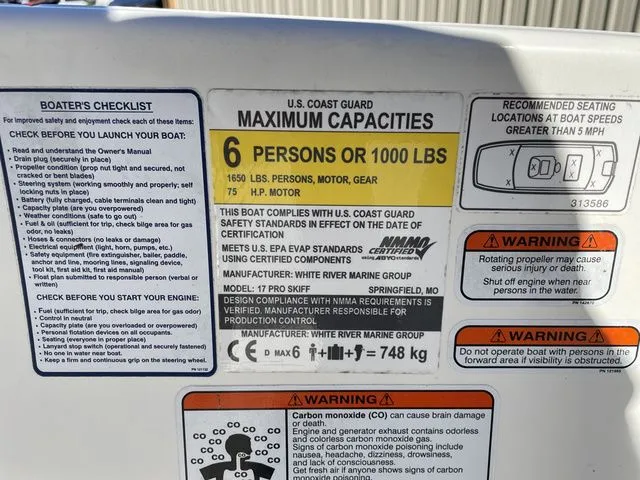 BOATER'S CHECKLIST
For improved safety and enjoyment check each of these items:
CHECK BEFORE YOU LAUNCH YOUR BOAT:
• Read and understand the Owner's Manual
• Drain plug (securely in place)
• Propeller condition (prop nut tight and secured, not
cracked or bent blades)
• Steering system (working smoothly and properly; self
locking nuts in place)
• Battery (fully charged, cable terminals clean and tight)
• Capacity plate (are you overpowered)
• Weather conditions (safe to go out)
• Fuel & oil (sufficient for trip, check bilge area for gas
odor, no leaks)
• Hoses & connectors (no leaks or damage)
• Electrical equipment (light, horn, pumps, etc.)
• Safety equipment (fire extinguisher, bailer, paddle,
anchor and line, mooring lines, signaling device,
tool kit, first aid kit, first aid manual)
• Float plan submitted to responsible person (verbal or
written)
CHECK BEFORE YOU START YOUR ENGINE:
• Fuel (sufficient for trip, check bilge area for gas)
• Control in neutral
• Capacity plate (are you overloaded or overpowered)
• Personal flotation devices on all occupants.
• Seating (everyone in proper place)
• Lanyard stop switch (operational and securely fastened)
• No one in water near boat.
• Keep a firm and continuous grip on the steering wheel.
U.S. COAST GUARD
MAXIMUM CAPACITIES
6 PERSONS OR 1000 LBS
1650 LBS. PERSONS, MOTOR, GEAR
75 H.P. MOTOR
THIS BOAT COMPLIES WITH U.S. COAST GUARD
SAFETY STANDARDS IN EFFECT ON THE DATE OF
CERTIFICATION
MEETS U.S. EPA EVAP STANDARDS
USING CERTIFIED COMPONENTS
NMMA
CERTIFIED
using ABYC standards
MANUFACTURER: WHITE RIVER MARINE GROUP
MODEL: 17 PRO SKIFF SPRINGFIELD, MO
DESIGN COMPLIANCE WITH NMMA REQUIREMENTS IS
VERIFIED. MANUFACTURER RESPONSIBLE FOR
PRODUCTION CONTROL
MANUFACTURER: WHITE RIVER MARINE GROUP
CE D MAX 6 + + = 748 kg
RECOMMENDED SEATING
LOCATIONS AT BOAT SPEEDS
GREATER THAN 5 MPH
X
X
X
X
X
313586
WARNING
Rotating propeller may cause
serious injury or death.
Shut off engine when near
persons in the water.
WARNING
Do not operate boat with persons in the
forward area if visibility is obstructed.
WARNING
CO CO CO
CO CO
CO CO
CO CO
Carbon monoxide (CO) can cause brain damage
or death.
Engine and generator exhaust contains odorless
and colorless carbon monoxide gas.
Signs of carbon monoxide poisoning include
nausea, headache, dizziness, drowsiness,
and lack of consciousness.
Get fresh air if anyone shows signs of carbon
monoxide poisoning.